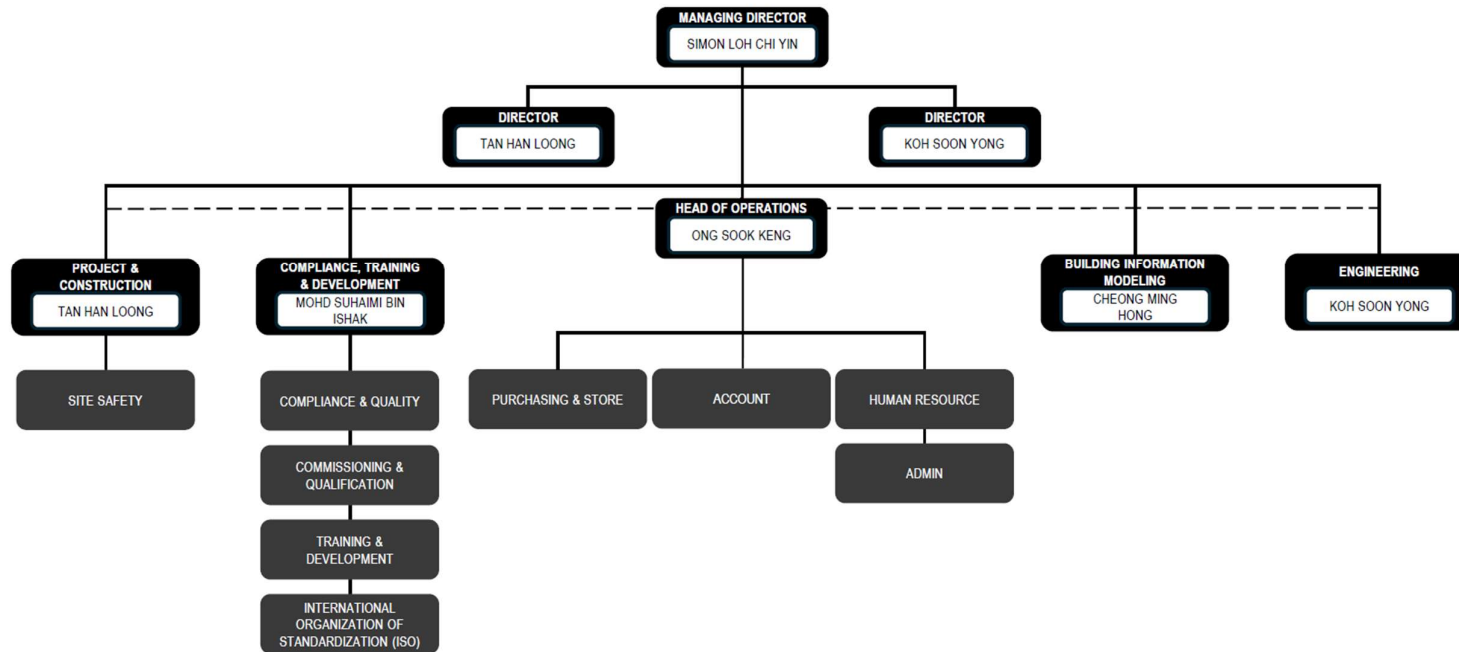 MANAGING DIRECTOR
SIMON LOH CHI YIN
DIRECTOR
TAN HAN LOONG
DIRECTOR
KOH SOON YONG
HEAD OF OPERATIONS
ONG SOOK KENG
PROJECT &
CONSTRUCTION
TAN HAN LOONG
COMPLIANCE, TRAINING
& DEVELOPMENT
MOHD SUHAIMI BIN
ISHAK
BUILDING INFORMATION
MODELING
CHEONG MING
HONG
ENGINEERING
KOH SOON YONG
SITE SAFETY
COMPLIANCE & QUALITY
PURCHASING & STORE
ACCOUNT
HUMAN RESOURCE
COMMISSIONING &
QUALIFICATION
ADMIN
TRAINING &
DEVELOPMENT
INTERNATIONAL
ORGANIZATION OF
STANDARDIZATION (ISO)